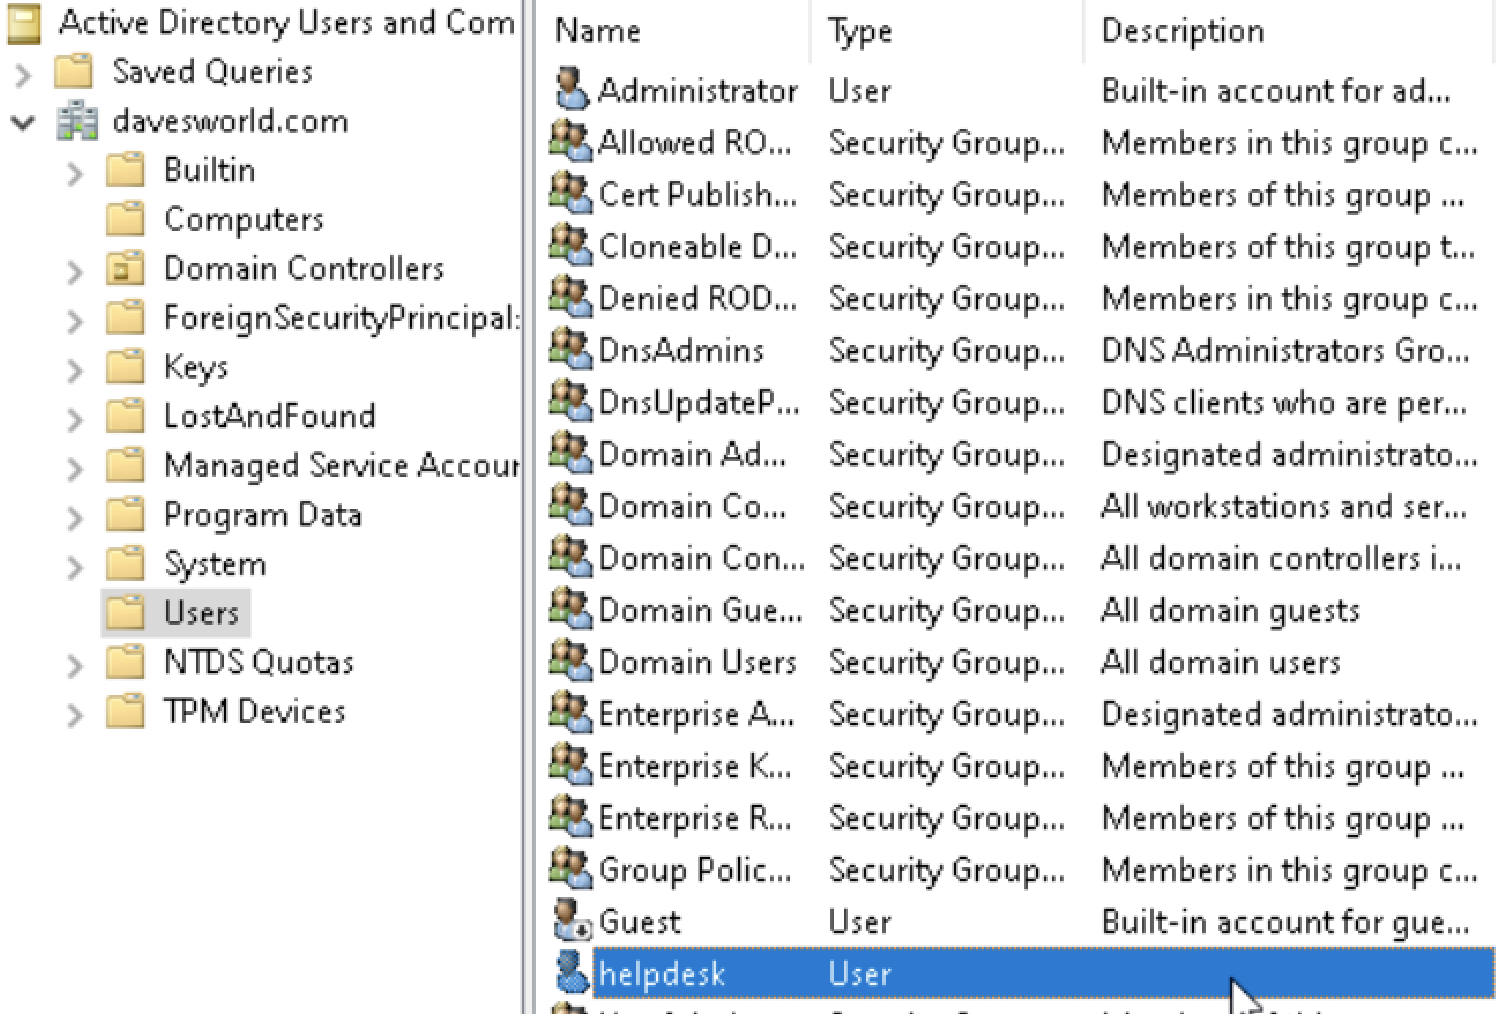 Active Directory Users and Com
Saved Queries
davesworld.com
Builtin
Computers
Domain Controllers
ForeignSecurityPrincipal
Keys
LostAndFound
Managed Service Accour
Program Data
System
Users
NTDS Quotas
TPM Devices
Name Type Description
Administrator User Built-in account for ad...
Allowed RO... Security Group... Members in this group c...
Cert Publish... Security Group... Members of this group ...
Cloneable D... Security Group... Members of this group t...
Denied ROD... Security Group... Members in this group c...
DnsAdmins Security Group... DNS Administrators Gro...
DnsUpdateP... Security Group... DNS clients who are per...
Domain Ad... Security Group... Designated administrato...
Domain Co... Security Group... All workstations and ser...
Domain Con... Security Group... All domain controllers i...
Domain Gue... Security Group... All domain guests
Domain Users Security Group... All domain users
Enterprise A... Security Group... Designated administrato...
Enterprise K... Security Group... Members of this group ...
Enterprise R... Security Group... Members of this group ...
Group Polic... Security Group... Members in this group c...
Guest User Built-in account for gue...
helpdesk User